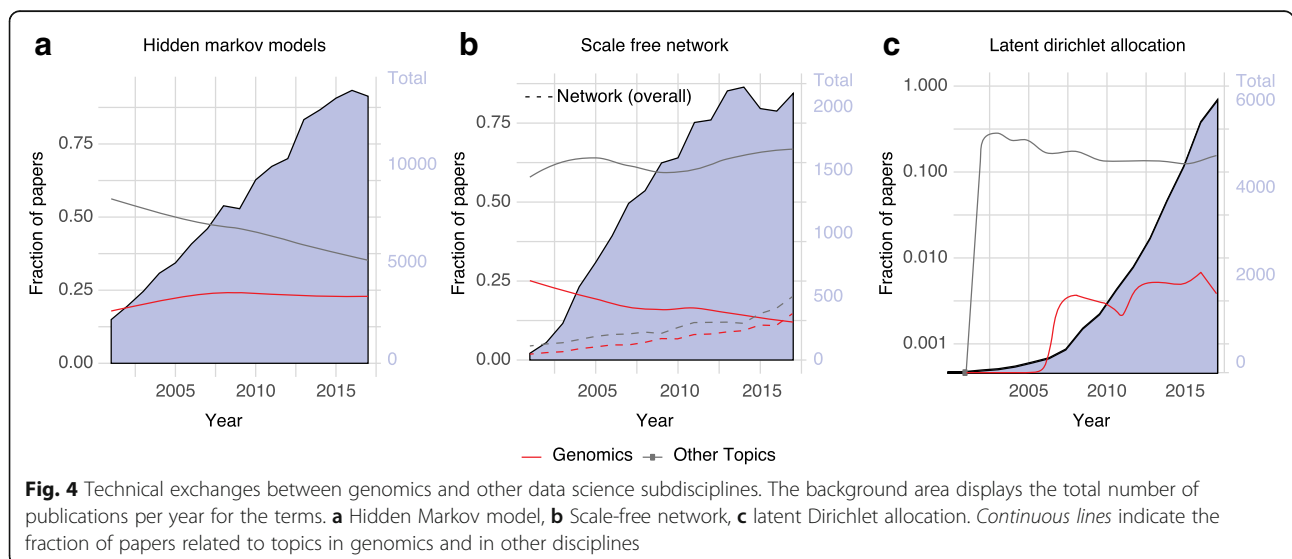 a Hidden markov models
Fraction of papers
0.75
0.50
0.25
0.00
Total
10000
5000
0
2005 2010 2015
Year
b Scale free network
Network (overall)
Fraction of papers
0.75
0.50
0.25
0.00
Total
2000
1500
1000
500
0
2005 2010 2015
Year
c Latent dirichlet allocation
Fraction of papers
1.000
0.100
0.010
0.001
Total
6000
4000
2000
0
2005 2010 2015
Year
Genomics Other Topics
Fig. 4 Technical exchanges between genomics and other data science subdisciplines. The background area displays the total number of
publications per year for the terms. a Hidden Markov model, b Scale-free network, c latent Dirichlet allocation. Continuous lines indicate the
fraction of papers related to topics in genomics and in other disciplines